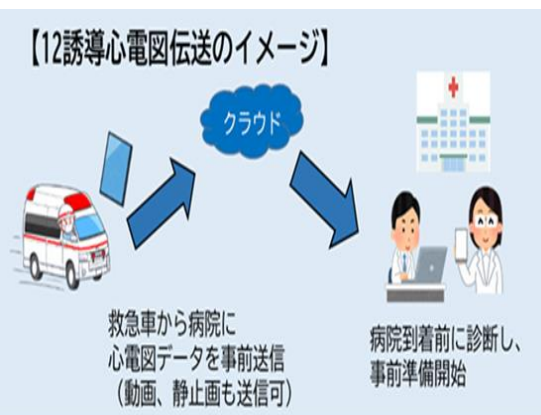 【12誘導心電図伝送のイメージ】
クラウド
救急車から病院に
心電図データを事前送信
（動画、静止画も送信可）
病院到着前に診断し、
事前準備開始